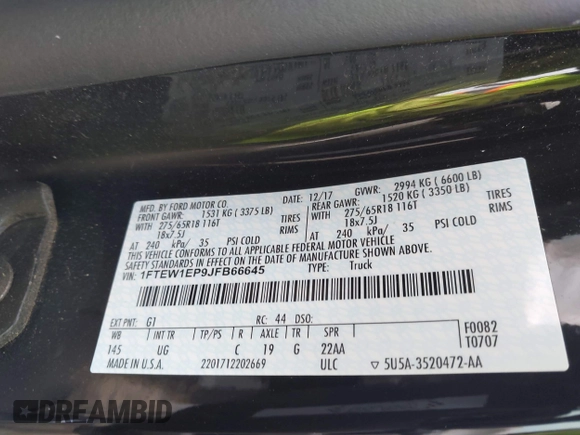 MFD. BY FORD MOTOR CO.
DATE: 12/17 GVWR: 2994 KG ( 6600 LB)
FRONT GAWR: 1531 KG ( 3375 LB) REAR GAWR: 1520 KG ( 3350 LB)
WITH 275/65R18 116T TIRES WITH 275/65R18 116T TIRES
18x7.5J RIMS 18x7.5J RIMS
AT 240 kPa/ 35 PSI COLD AT 240 kPa/ 35 PSI COLD
THIS VEHICLE CONFORMS TO ALL APPLICABLE FEDERAL MOTOR VEHICLE
SAFETY STANDARDS IN EFFECT ON THE DATE OF MANUFACTURE SHOWN ABOVE.
VIN: 1FTEW1EP9JFB66645 TYPE: Truck
EXT PNT: G1 RC: 44 DSO: F0082
WB INT TR TP/PS R AXLE TR SPR T0707
145 UG C 19 G 22AA
MADE IN U.S.A. 2201712202669 ULC ▽ 5U5A-3520472-AA
DREAMBID